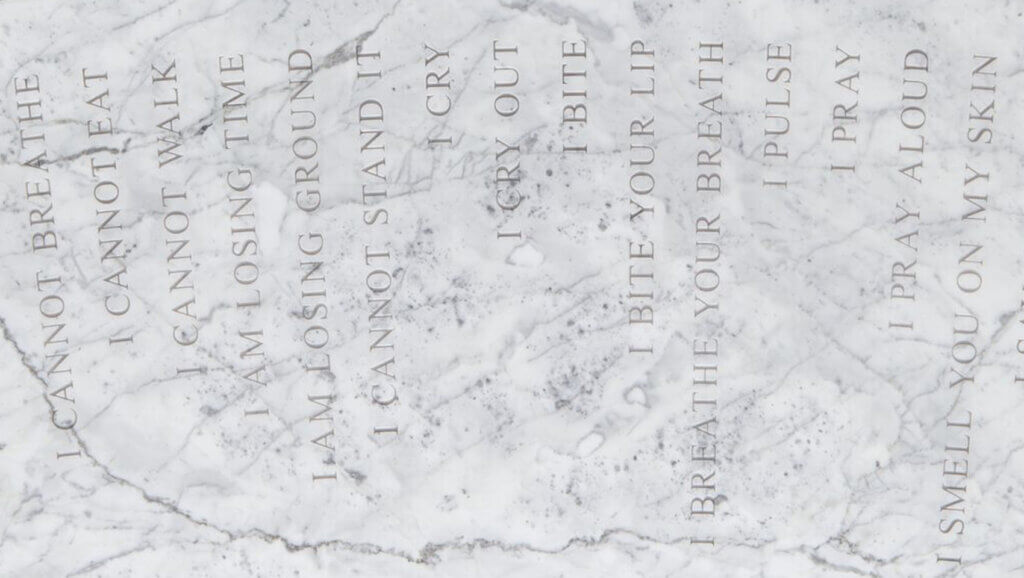 I CANNOT BREATHE
I CANNOT EAT
I CANNOT WALK
I AM LOSING TIME
I AM LOSING GROUND
I CANNOT STAND IT
I CRY
I CRY OUT
I BITE
I BITE YOUR LIP
I BREATHE YOUR BREATH
I PULSE
I PRAY
I PRAY ALOUD
I SMELL YOU ON MY SKIN